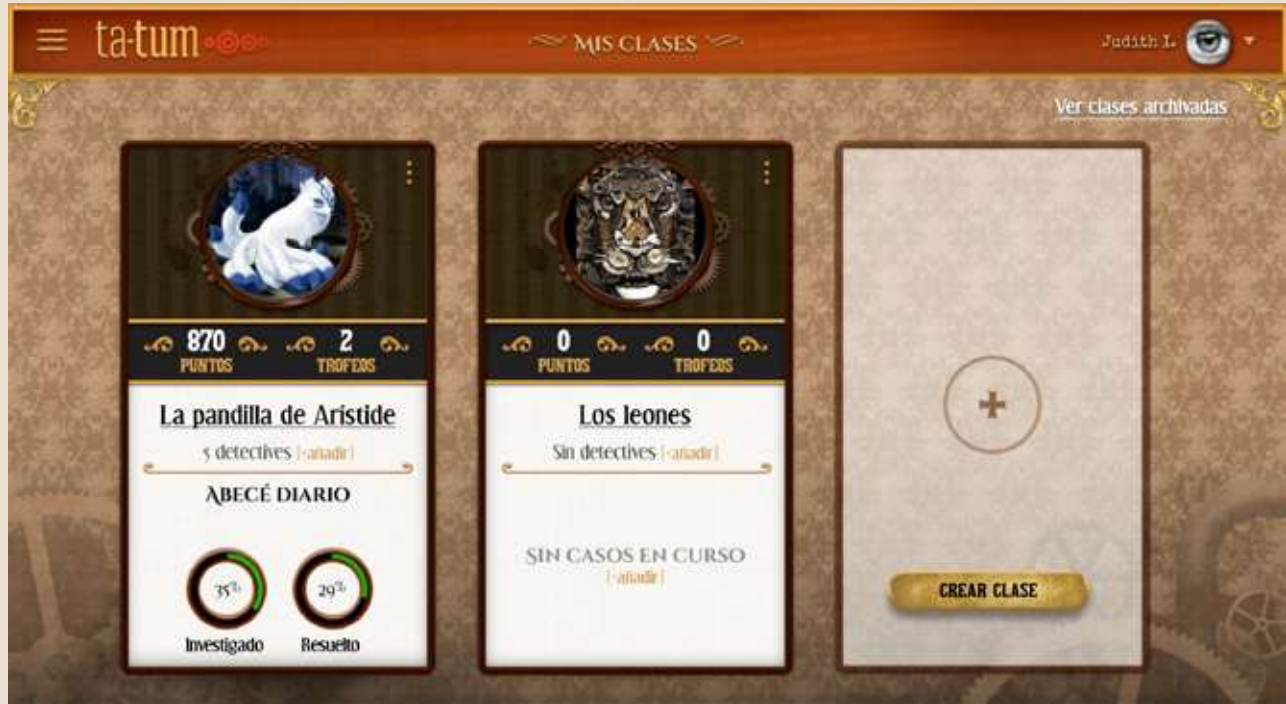 ta-tum
MIS CLASES
Judith I.
Ver clases archivadas
870
PUNTOS
2
TROFEOS
La pandilla de Arístide
5 detectives [+añadir]
ABECÉ DIARIO
35%
Investigado
29%
Resuelto
0
PUNTOS
0
TROFEOS
Los leones
Sin detectives [+añadir]
SIN CASOS EN CURSO
[+añadir]
CREAR CLASE